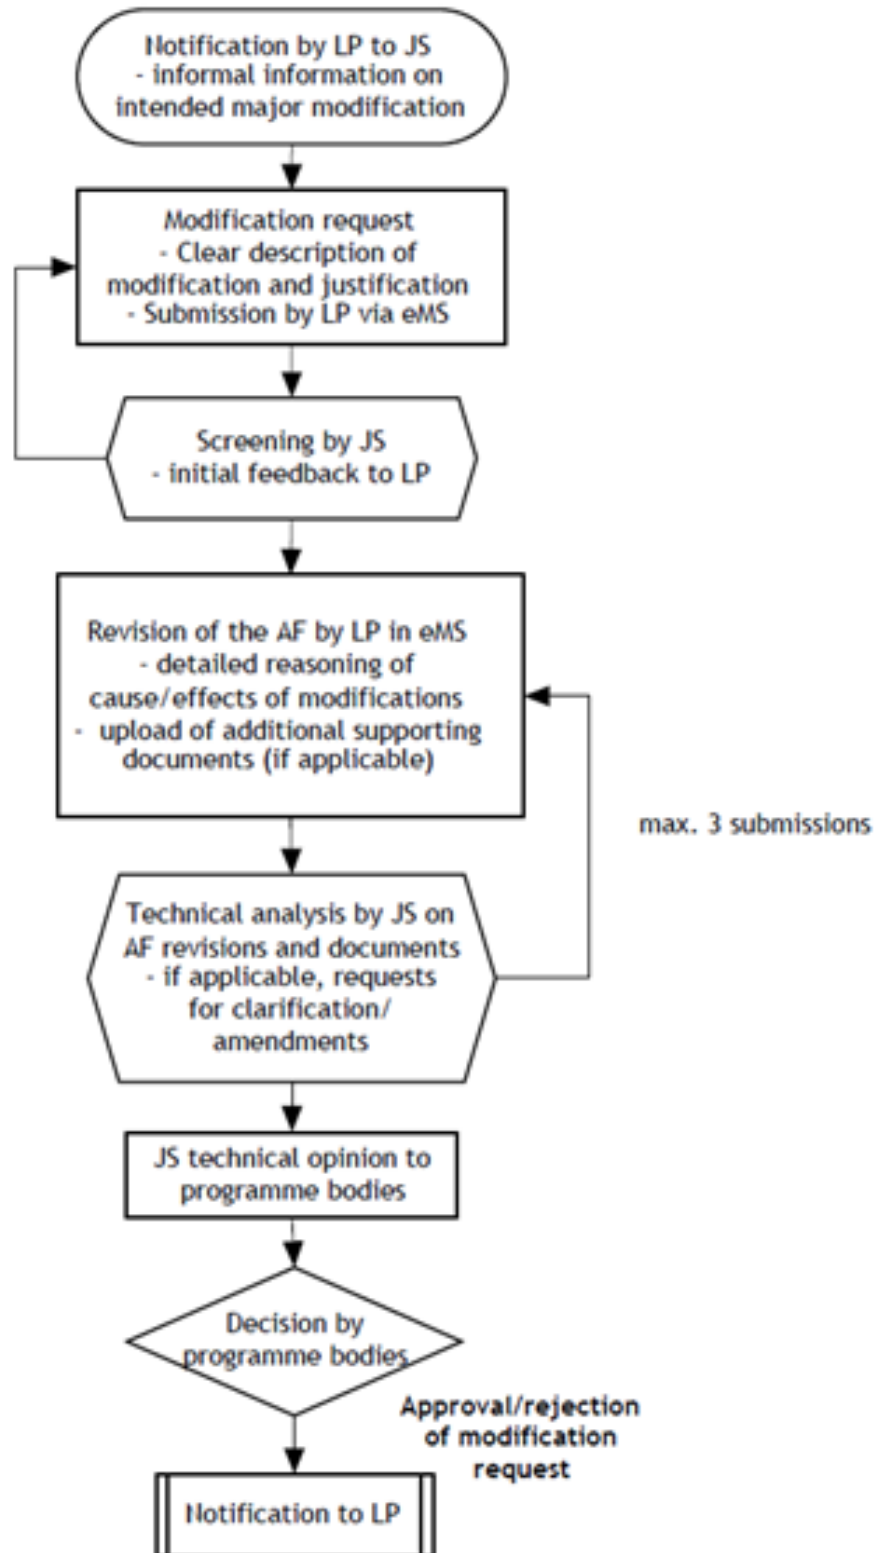 Notification by LP to JS
- informal information on
intended major modification
Modification request
- Clear description of
modification and justification
- Submission by LP via eMS
Screening by JS
- initial feedback to LP
Revision of the AF by LP in eMS
- detailed reasoning of
cause/effects of modifications
- upload of additional supporting
documents (if applicable)
max. 3 submissions
Technical analysis by JS on
AF revisions and documents
- if applicable, requests
for clarification/
amendments
JS technical opinion to
programme bodies
Decision by
programme bodies
Approval/rejection
of modification
request
Notification to LP